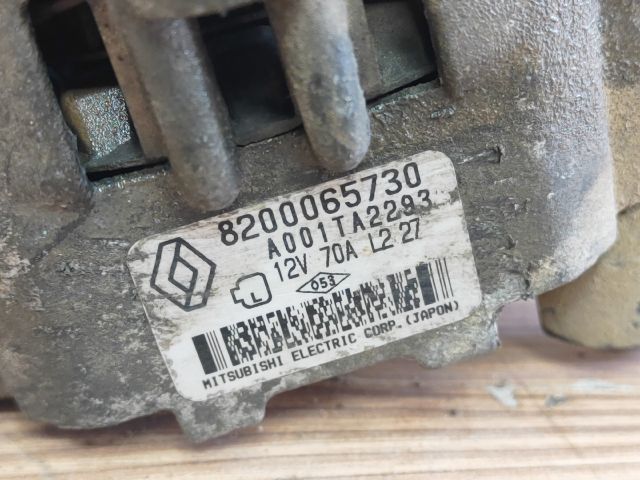 8200065730
A001TA2293
12V 70A L2 27
L
053
MITSUBISHI ELECTRIC CORP. (JAPON)